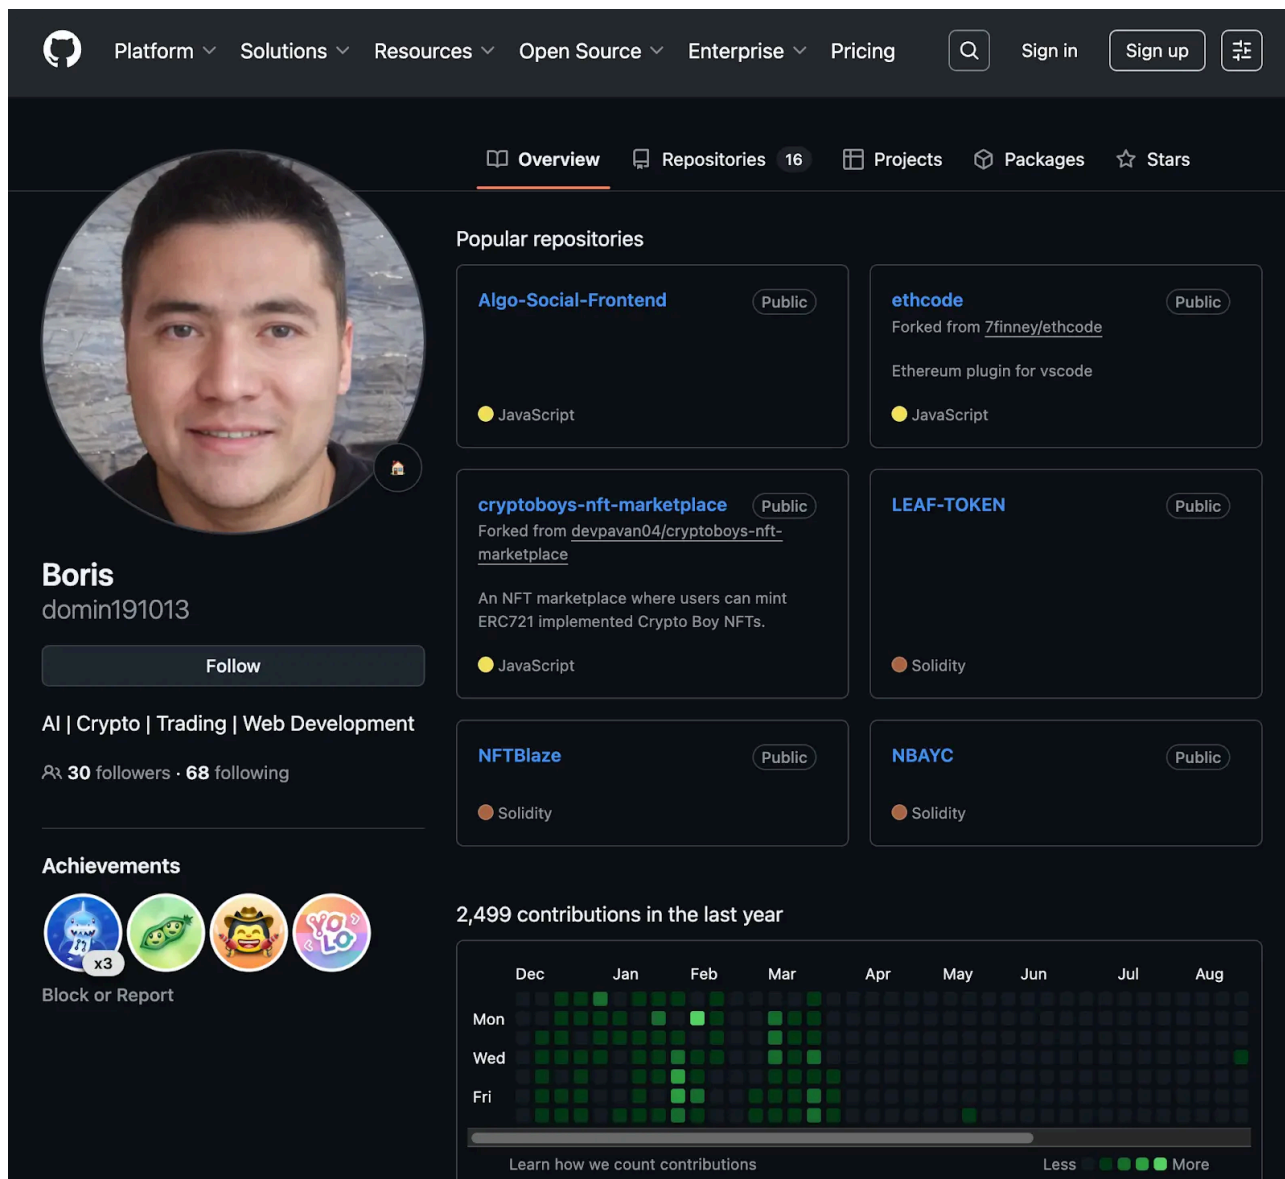 Platform Solutions Resources Open Source Enterprise Pricing Sign in Sign up
Overview Repositories 16 Projects Packages Stars
Boris
domin191013
Follow
AI | Crypto | Trading | Web Development
30 followers · 68 following
Achievements
x3
YOLO
Block or Report
Popular repositories
Algo-Social-Frontend Public
JavaScript
ethcode Public
Forked from 7finney/ethcode
Ethereum plugin for vscode
JavaScript
cryptoboys-nft-marketplace Public
Forked from devpavan04/cryptoboys-nft-
marketplace
An NFT marketplace where users can mint
ERC721 implemented Crypto Boy NFTs.
JavaScript
LEAF-TOKEN Public
Solidity
NFTBlaze Public
Solidity
NBAYC Public
Solidity
2,499 contributions in the last year
Dec Jan Feb Mar Apr May Jun Jul Aug
Mon
Wed
Fri
Learn how we count contributions Less More